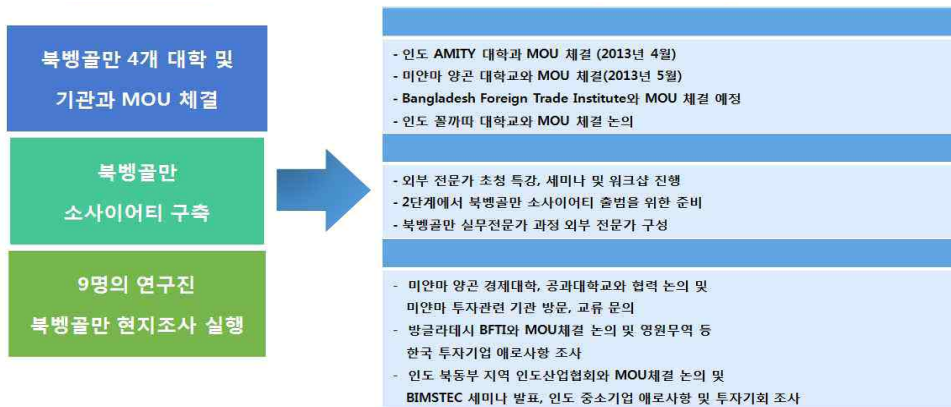 북벵골만 4개 대학 및
기관과 MOU 체결
북벵골만
소사이어티 구축
9명의 연구진
북벵골만 현지조사 실행
- 인도 AMITY 대학과 MOU 체결 (2013년 4월)
- 미얀마 양곤 대학교와 MOU 체결(2013년 5월)
- Bangladesh Foreign Trade Institute와 MOU 체결 예정
- 인도 꼴까따 대학교와 MOU 체결 논의
- 외부 전문가 초청 특강, 세미나 및 워크샵 진행
- 2단계에서 북벵골만 소사이어티 출범을 위한 준비
- 북벵골만 실무전문가 과정 외부 전문가 구성
- 미얀마 양곤 경제대학, 공과대학교와 협력 논의 및
미얀마 투자관련 기관 방문, 교류 문의
- 방글라데시 BFTI와 MOU체결 논의 및 영원무역 등
한국 투자기업 애로사항 조사
- 인도 북동부 지역 인도산업협회와 MOU체결 논의 및
BIMSTEC 세미나 발표, 인도 중소기업 애로사항 및 투자기회 조사